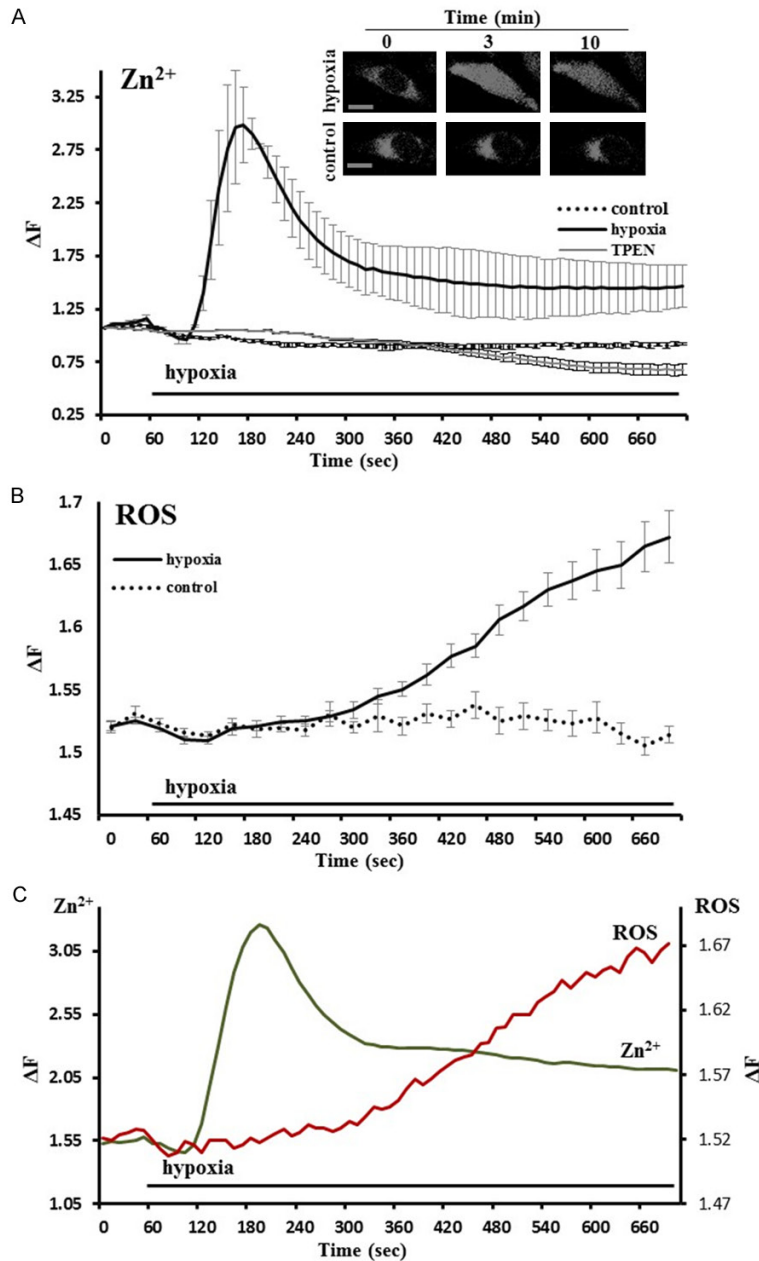 A
Time (min)
0 3 10
hypoxia
control
Zn2+
3.25
2.75
2.25
1.75
1.25
0.75
0.25
ΔF
control
hypoxia
TPEN
hypoxia
0 60 120 180 240 300 360 420 480 540 600 660
Time (sec)
B
ROS
1.7
1.65
1.6
1.55
1.5
1.45
ΔF
hypoxia
control
hypoxia
0 60 120 180 240 300 360 420 480 540 600 660
Time (sec)
C
Zn2+
ROS
3.05
2.55
2.05
1.55
1.05
ΔF
ROS
Zn2+
1.67
1.62
1.57
1.52
1.47
ΔF
hypoxia
0 60 120 180 240 300 360 420 480 540 600 660
Time (sec)